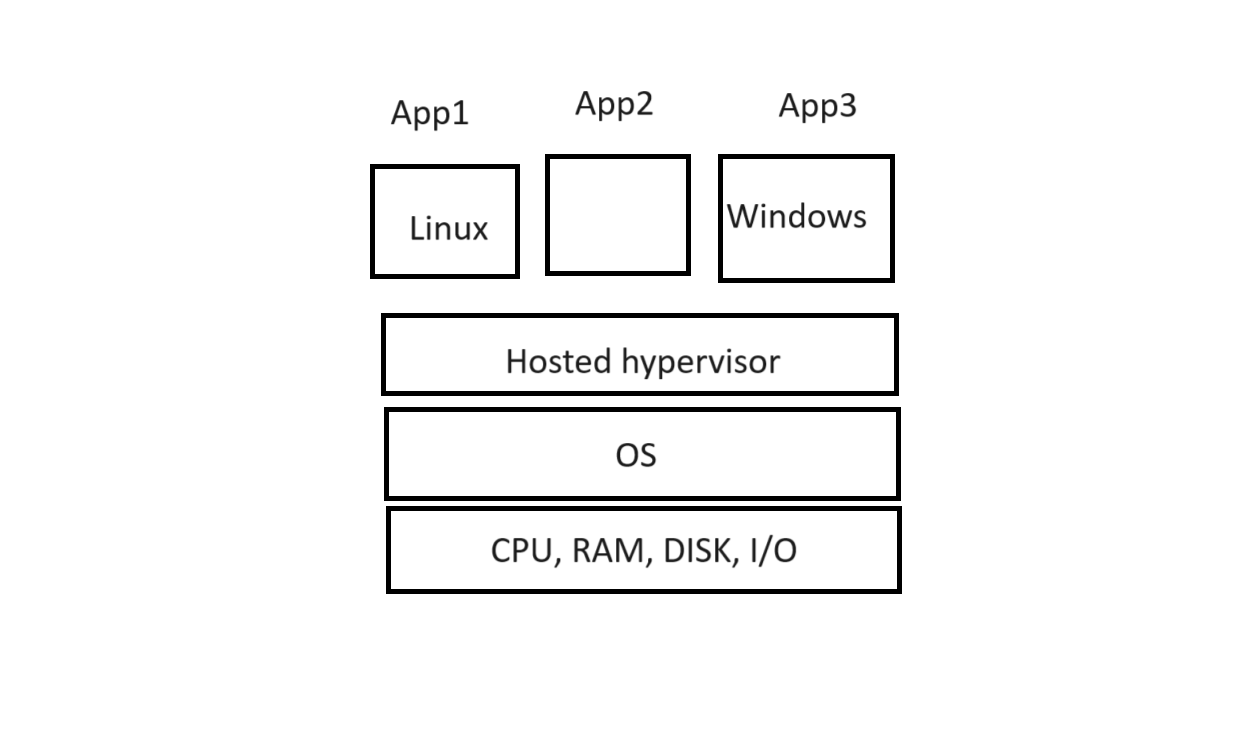 App1
App2
App3
Linux
Windows
Hosted hypervisor
OS
CPU, RAM, DISK, I/O